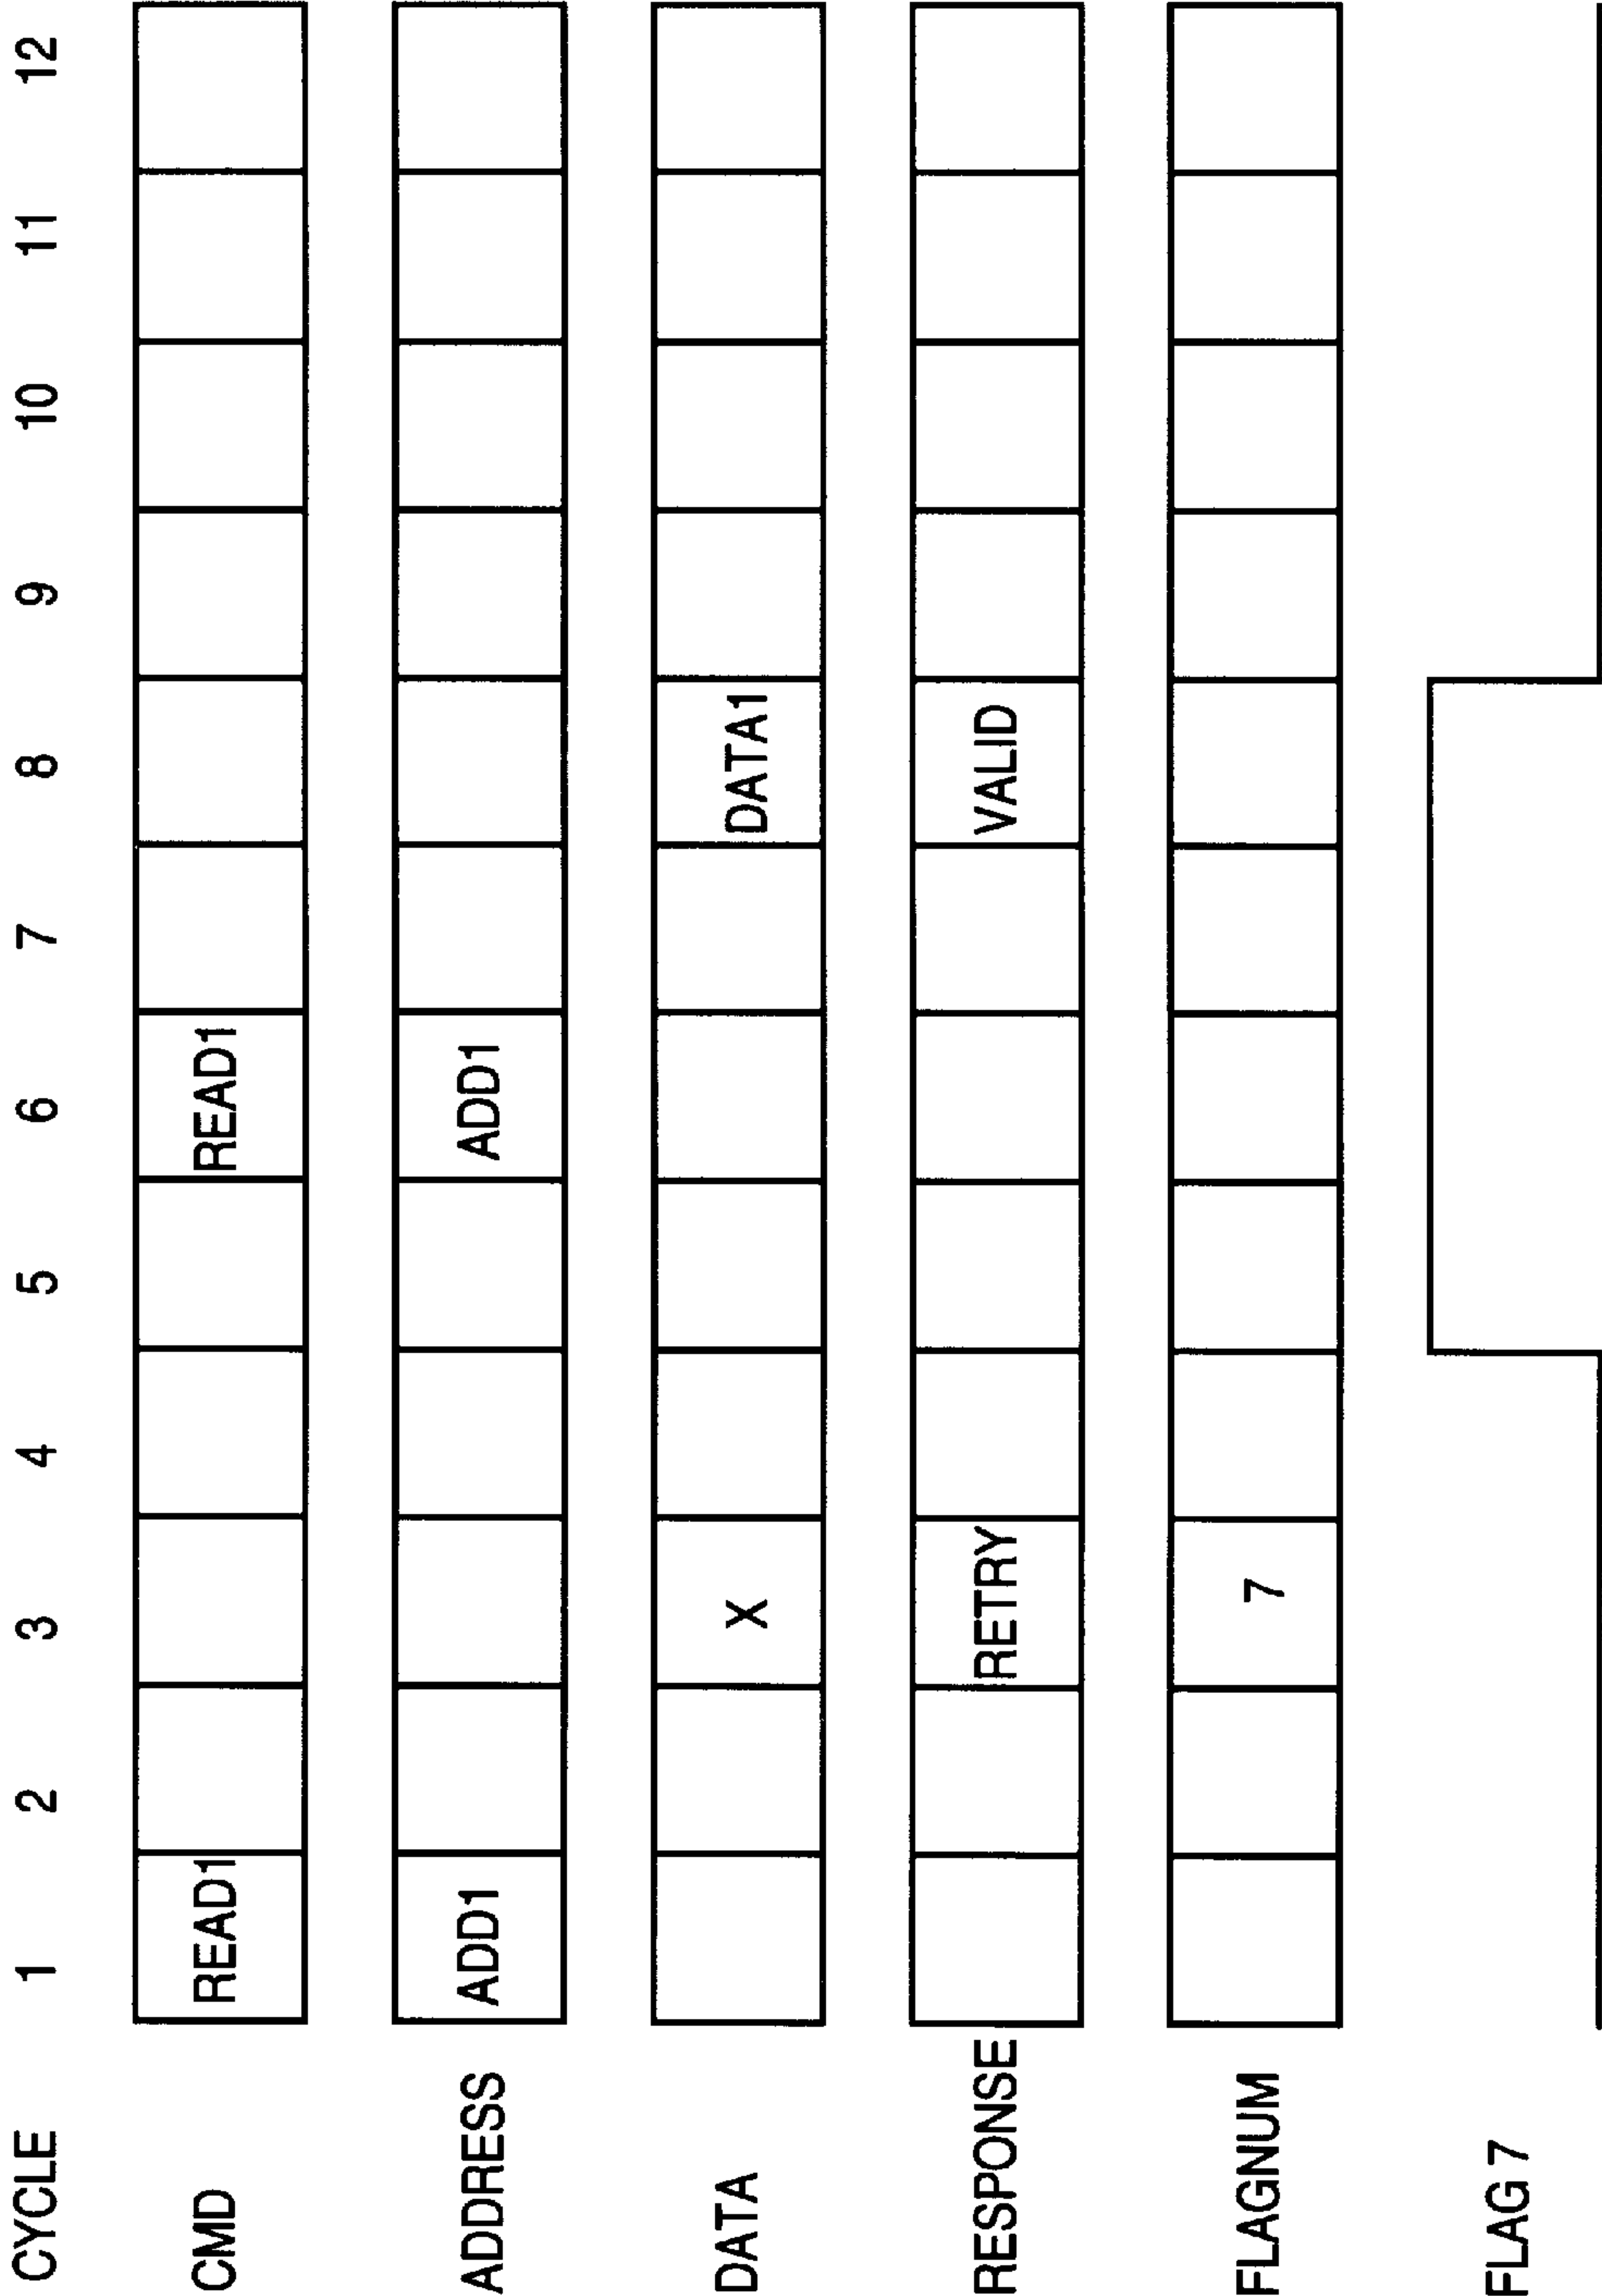 CYCLE 1 2 3 4 5 6 7 8 9 10 11 12
CMD READ1 READ1
ADDRESS ADD1 ADD1
DATA X DATA1
RESPONSE RETRY VALID
FLAGNUM 7
FLAG 7